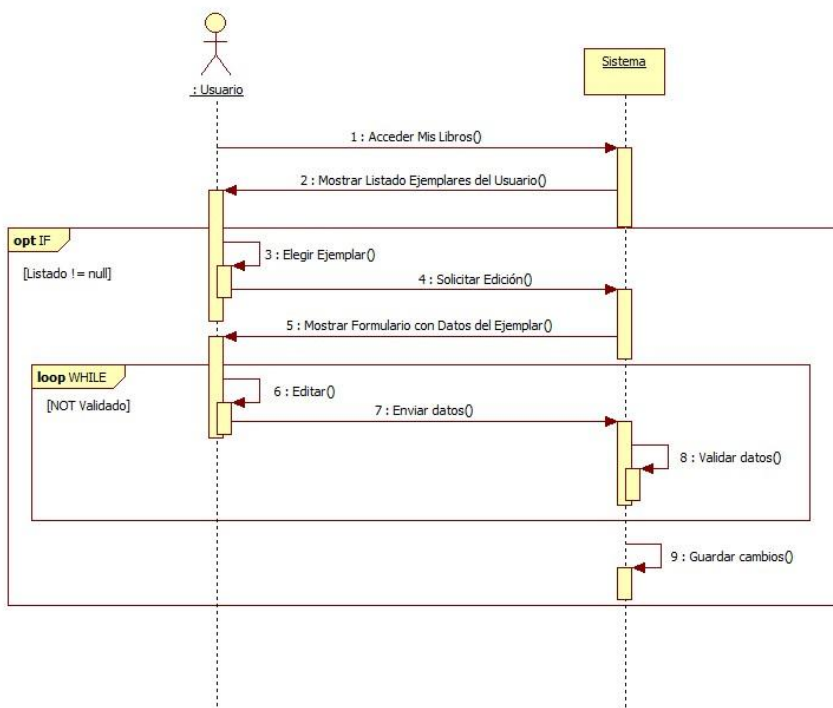 : Usuario
Sistema
1 : Acceder Mis Libros()
2 : Mostrar Listado Ejemplares del Usuario()
opt IF
[Listado != null]
3 : Elegir Ejemplar()
4 : Solicitar Edición()
5 : Mostrar Formulario con Datos del Ejemplar()
loop WHILE
[NOT Validado]
6 : Editar()
7 : Enviar datos()
8 : Validar datos()
9 : Guardar cambios()